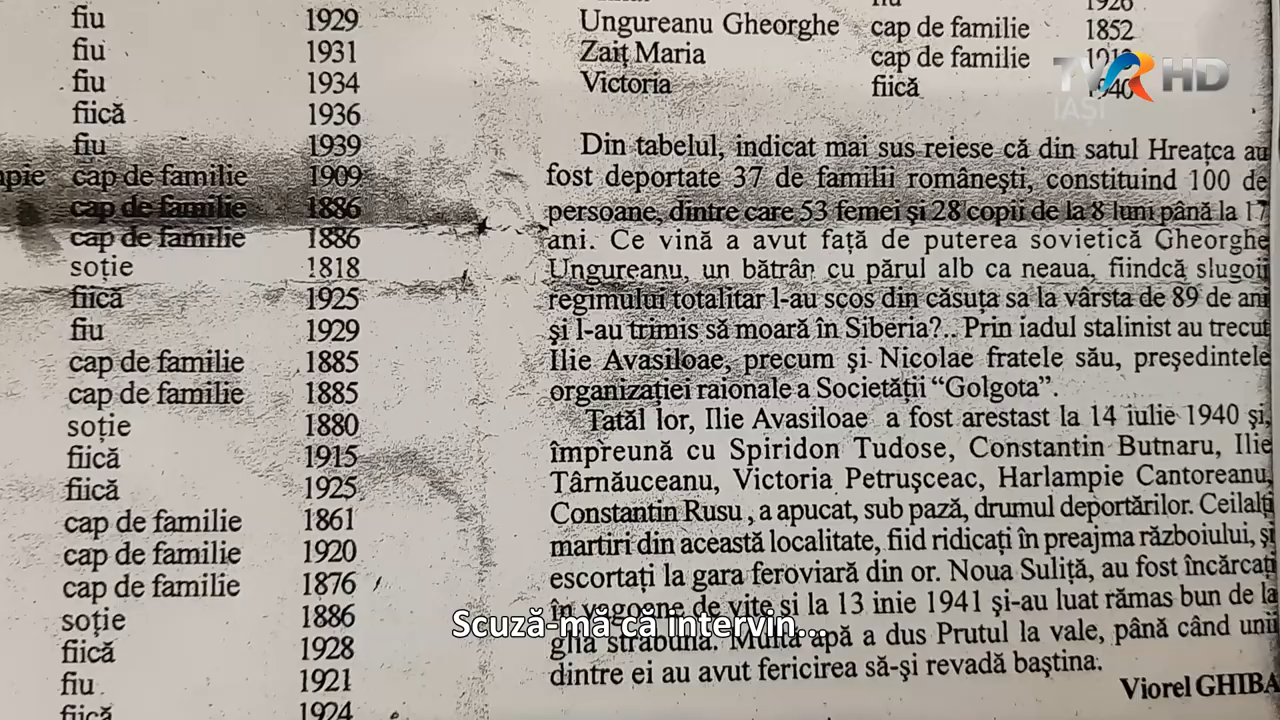 fiu 1929
fiu 1931
fiu 1934
fiică 1936
fiu 1939
cap de familie 1909
cap de familie 1886
cap de familie 1886
soție 1818
fiică 1925
fiu 1929
cap de familie 1885
cap de familie 1885
soție 1880
fiică 1915
fiică 1925
cap de familie 1861
cap de familie 1920
cap de familie 1876
soție 1886
fiică 1928
fiu 1921
fiică 1924
Ungureanu Gheorghe cap de familie 1852
Zaiț Maria cap de familie
Victoria fiică 1940
Din tabelul, indicat mai sus reiese că din satul Hreațca au
fost deportate 37 de familii românești, constituind 100 de
persoane, dintre care 53 femei și 28 copii de la 8 luni până la 17
ani. Ce vină a avut față de puterea sovietică Gheorghe
Ungureanu, un bătrân cu părul alb ca neaua, fiindcă slugoii
regimului totalitar l-au scos din căsuța sa la vârsta de 89 de ani
și l-au trimis să moară în Siberia?.. Prin iadul stalinist au trecut
Ilie Avasiloae, precum și Nicolae fratele său, președintele
organizației raionale a Societății “Golgota”.
Tatăl lor, Ilie Avasiloae a fost arestast la 14 iulie 1940 și,
împreună cu Spiridon Tudose, Constantin Butnaru, Ilie
Târnăuceanu, Victoria Petrușceac, Harlampie Cantoreanu,
Constantin Rusu, a apucat, sub pază, drumul deportărilor. Ceilalți
martiri din această localitate, fiid ridicați în preajma războiului, și
escortați la gara feroviară din or. Noua Suliță, au fost încărcați
în vagoane de vite și la 13 inie 1941 și-au luat rămas bun de la
glia străbună. Multă apă a dus Prutul la vale, până când unii
dintre ei au avut fericirea să-și revadă baștina.
Viorel GHIBA
TVR HD
IAȘI
Scuză-mă că intervin...